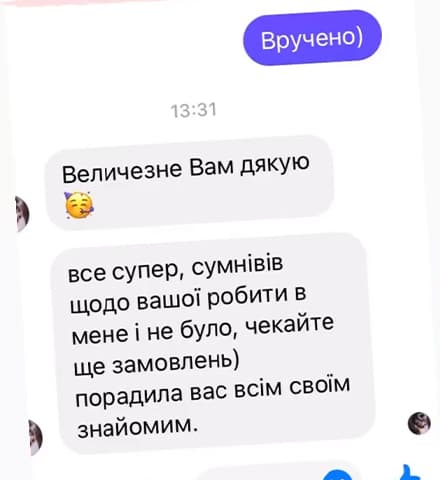 Вручено)
13:31
Величезне Вам дякую
🥳
все супер, сумнівів
щодо вашої робити в
мене і не було, чекайте
ще замовлень)
порадила вас всім своїм
знайомим.